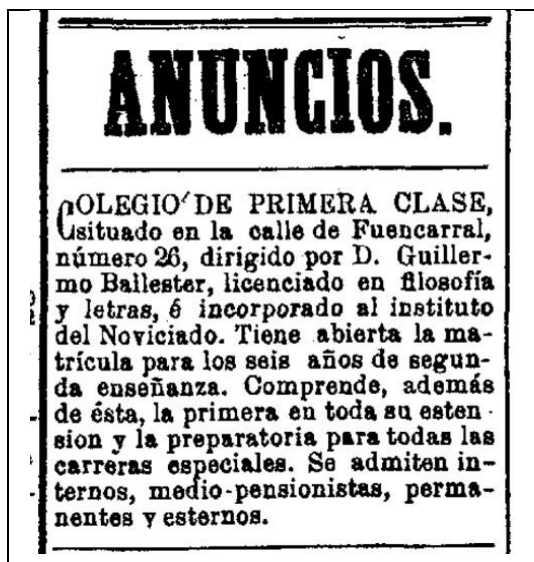 ANUNCIOS.
COLEGIO DE PRIMERA CLASE,
situado en la calle de Fuencarral,
número 26, dirigido por D. Guiller-
mo Ballester, licenciado en filosofía
y letras, é incorporado al instituto
del Noviciado. Tiene abierta la ma-
trícula para los seis años de segun-
da enseñanza. Comprende, además
de ésta, la primera en toda su esten-
sion y la preparatoria para todas las
carreras especiales. Se admiten in-
ternos, medio-pensionistas, perma-
nentes y esternos.